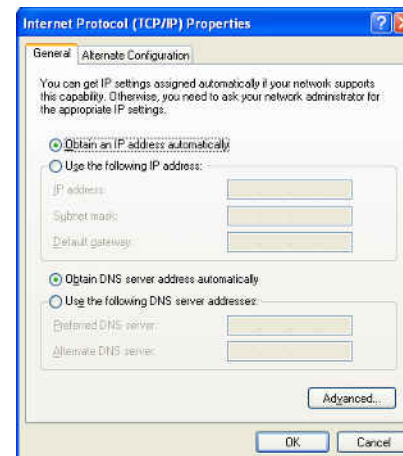 Internet Protocol (TCP/IP) Properties
General
Alternate Configuration
You can get IP settings assigned automatically if your network supports
this capability. Otherwise, you need to ask your network administrator for
the appropriate IP settings.
Obtain an IP address automatically
Use the following IP address:
IP address:
Subnet mask:
Default gateway:
Obtain DNS server address automatically
Use the following DNS server addresses:
Preferred DNS server:
Alternate DNS server:
Advanced...
OK
Cancel